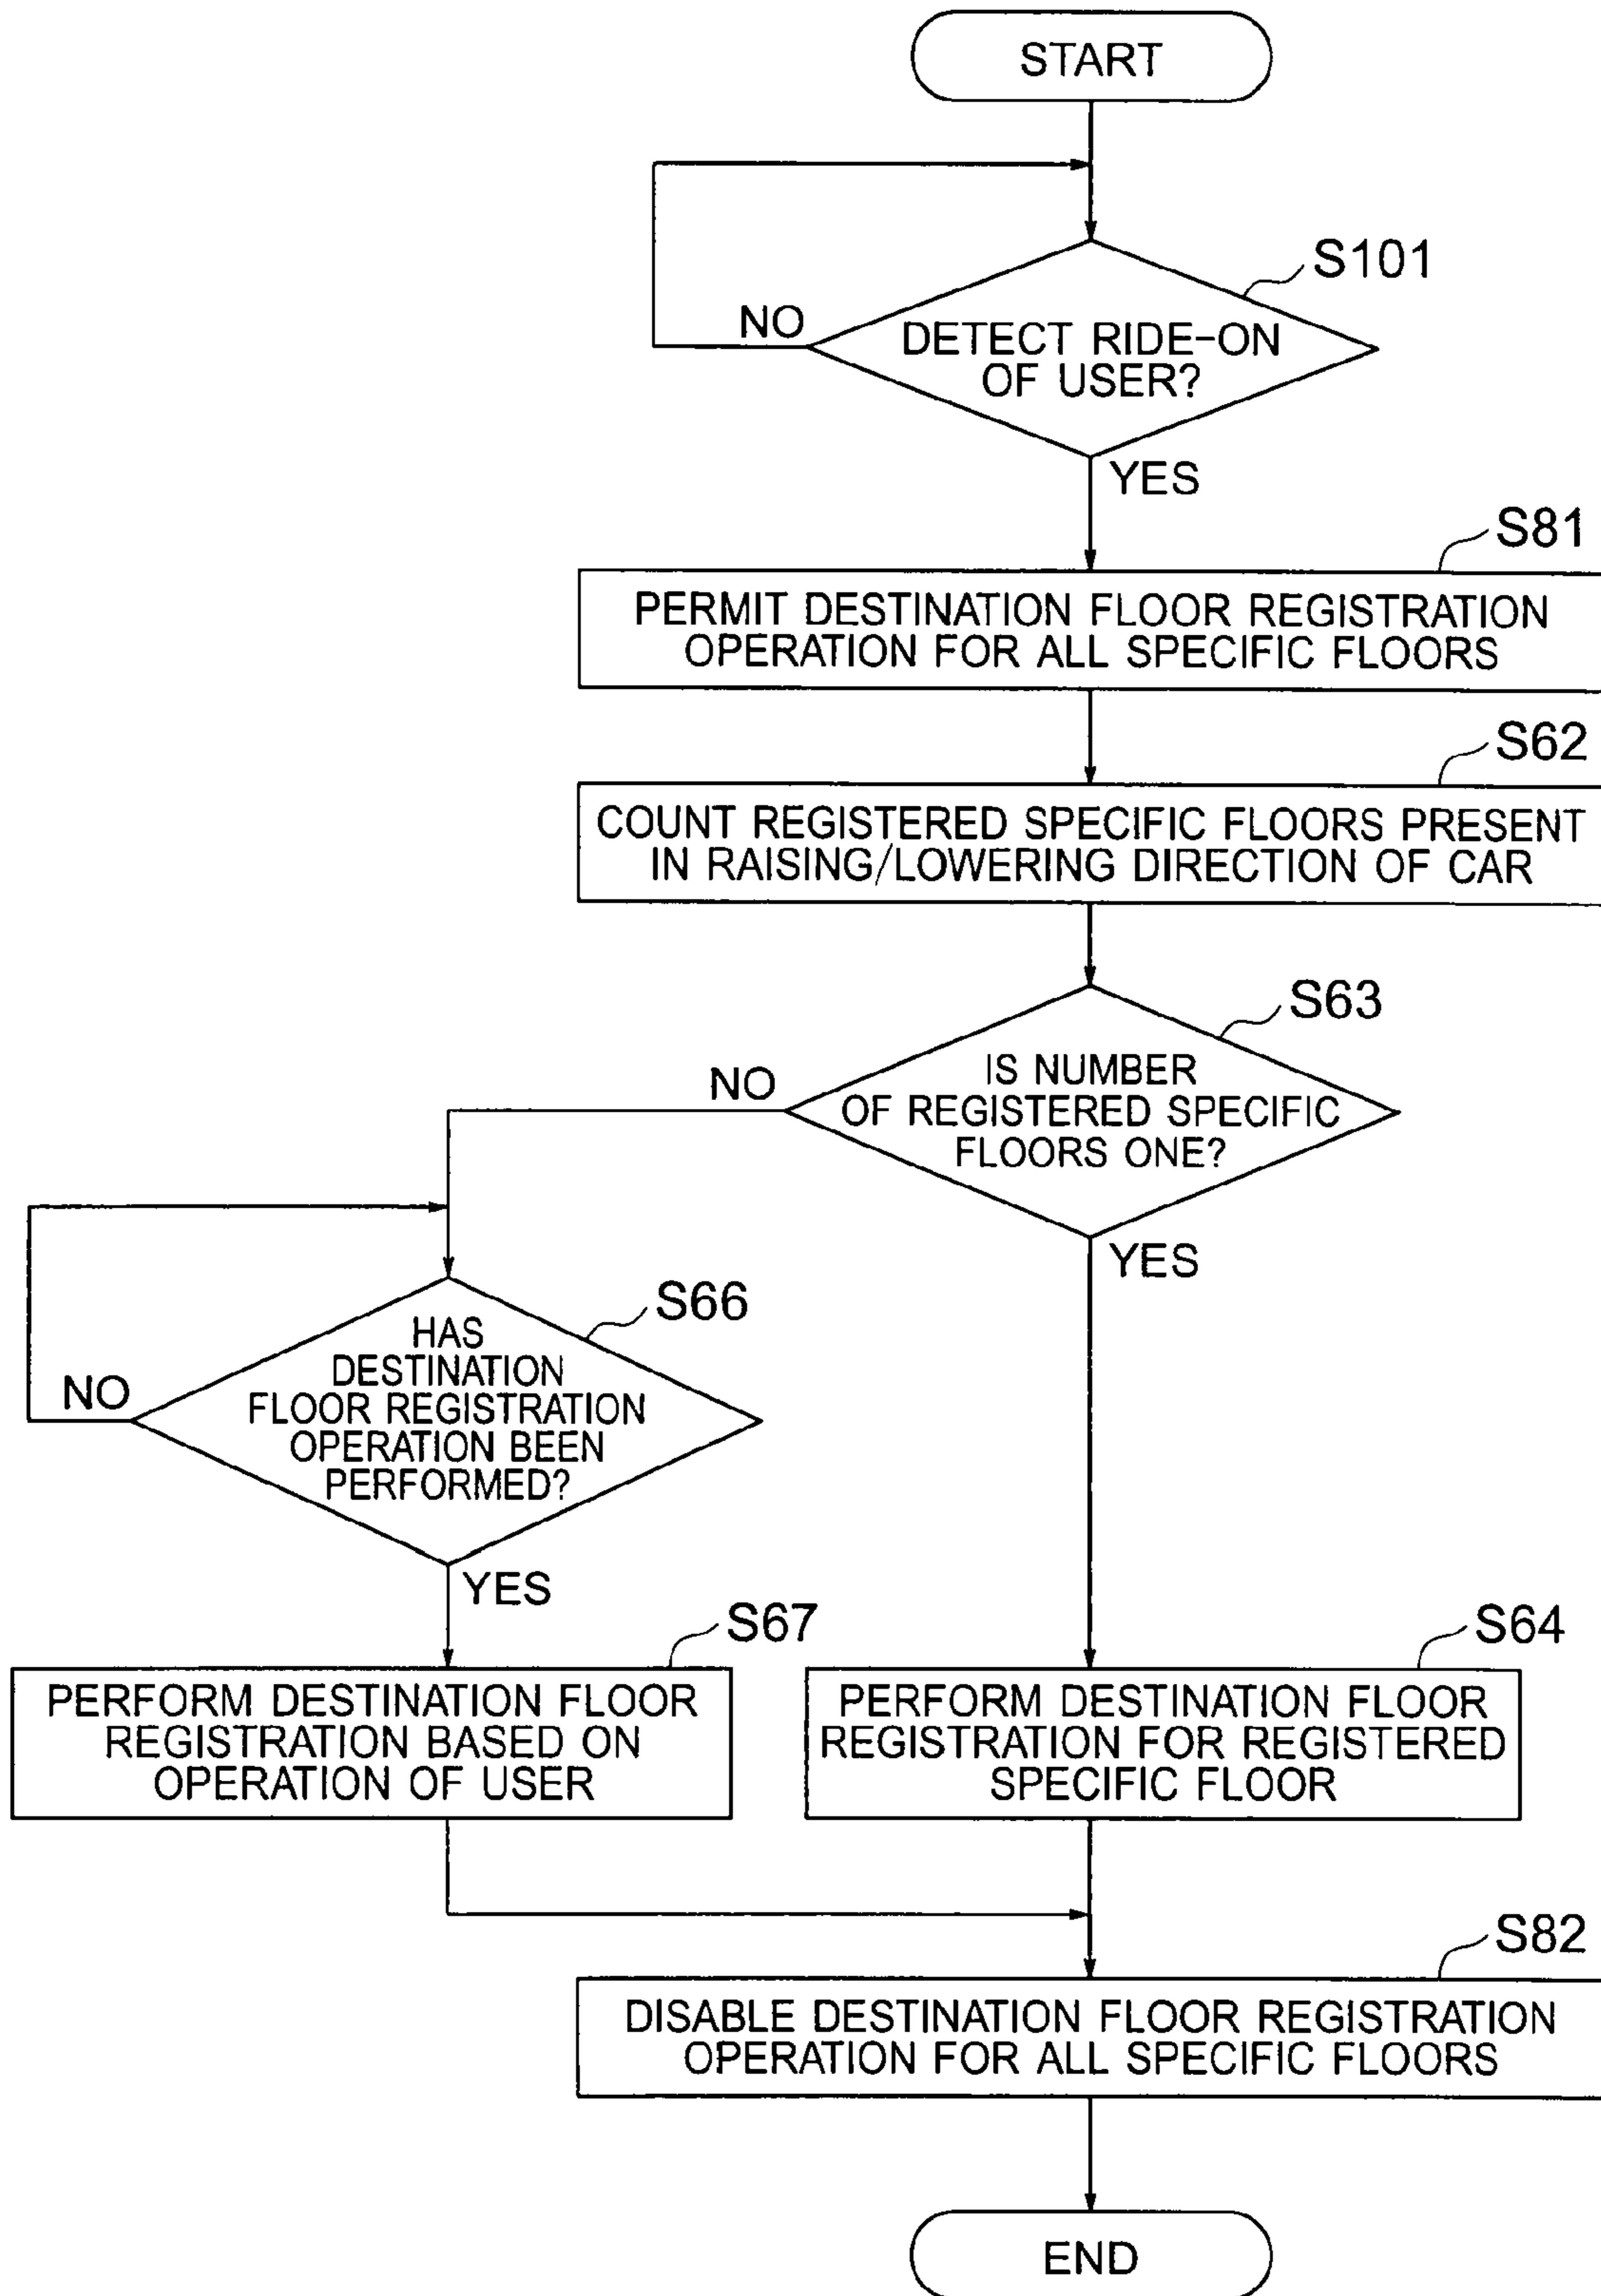 START
S101
NO
DETECT RIDE-ON
OF USER?
YES
S81
PERMIT DESTINATION FLOOR REGISTRATION
OPERATION FOR ALL SPECIFIC FLOORS
S62
COUNT REGISTERED SPECIFIC FLOORS PRESENT
IN RAISING/LOWERING DIRECTION OF CAR
S63
NO
IS NUMBER
OF REGISTERED SPECIFIC
FLOORS ONE?
YES
S66
NO
HAS
DESTINATION
FLOOR REGISTRATION
OPERATION BEEN
PERFORMED?
YES
S67
PERFORM DESTINATION FLOOR
REGISTRATION BASED ON
OPERATION OF USER
S64
PERFORM DESTINATION FLOOR
REGISTRATION FOR REGISTERED
SPECIFIC FLOOR
S82
DISABLE DESTINATION FLOOR REGISTRATION
OPERATION FOR ALL SPECIFIC FLOORS
END